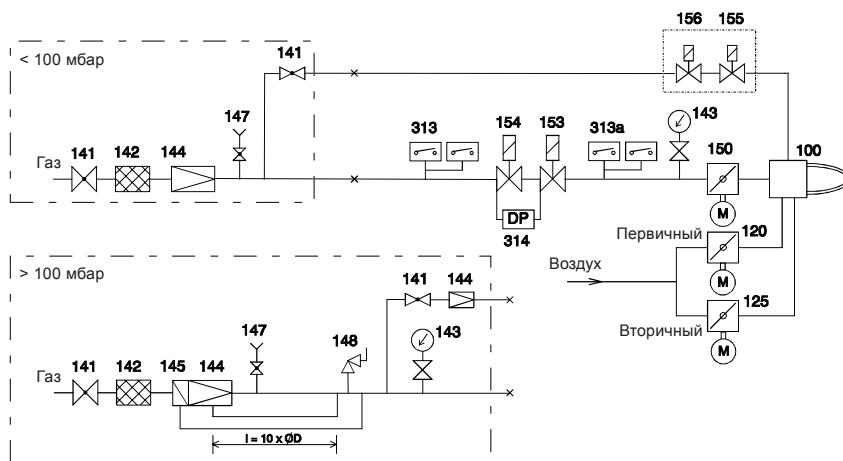 156 155
< 100 мбар
141
147
143
154 153
313
313a
150
100
Газ
141 142 144
M
DP
314
Первичный
120
M
> 100 мбар
Воздух
141 144
125
147
148
143
Вторичный
M
141 142 145 144
Газ
l = 10 x ØD